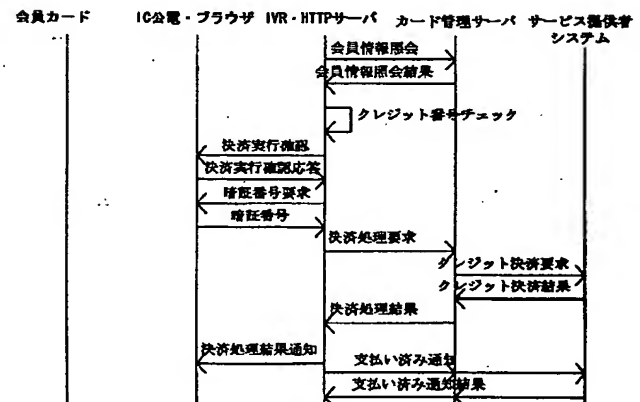 会員カード
IC公電・ブラウザ
IVR・HTTPサーバ
カード管理サーバ
サービス提供者
システム
会員情報照会
会員情報照会結果
クレジット番号チェック
決済実行確認
決済実行確認応答
暗証番号要求
暗証番号
決済処理要求
クレジット決済要求
クレジット決済結果
決済処理結果
決済処理結果通知
支払い済み通知
支払い済み通知結果